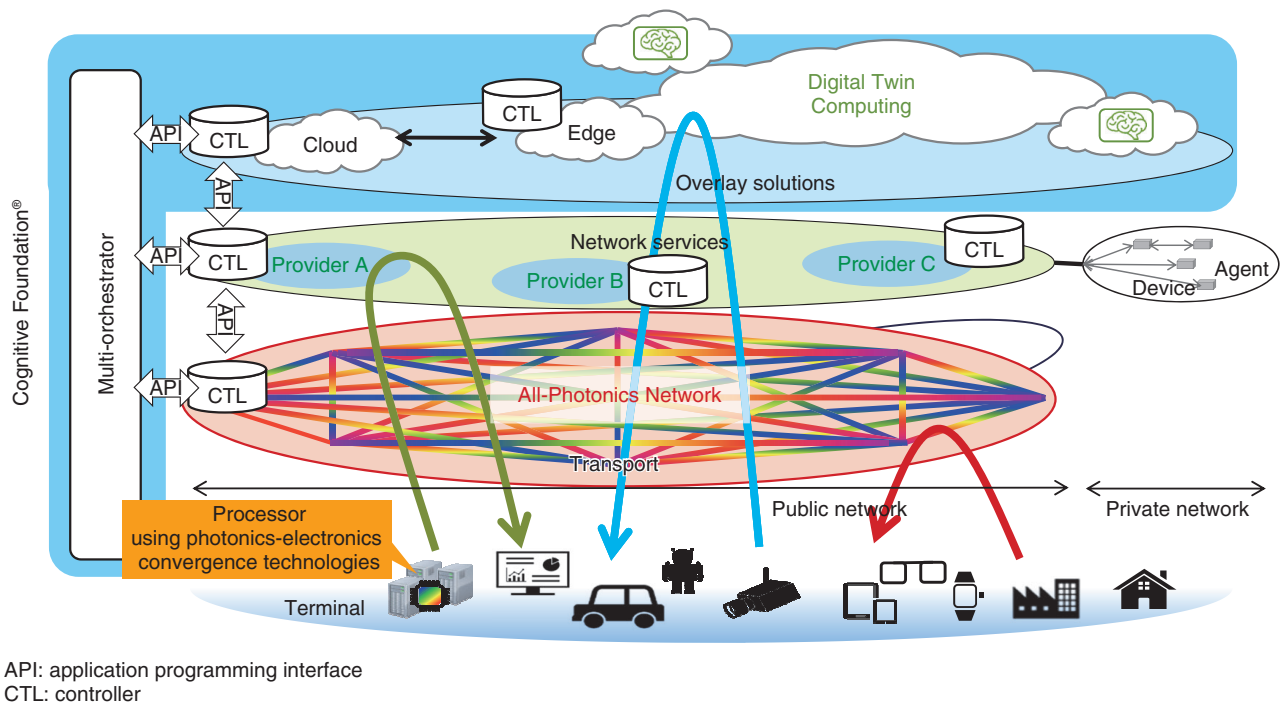 Cognitive Foundation®
Multi-orchestrator
Digital Twin
Computing
CTL
API
CTL
Cloud
Edge
Overlay solutions
API
Network services
CTL
API
CTL
Provider A
Provider B
CTL
Provider C
Agent
Device
API
All-Photonics Network
API
CTL
Transport
Public network
Private network
Processor
using photonics-electronics
convergence technologies
Terminal
API: application programming interface
CTL: controller